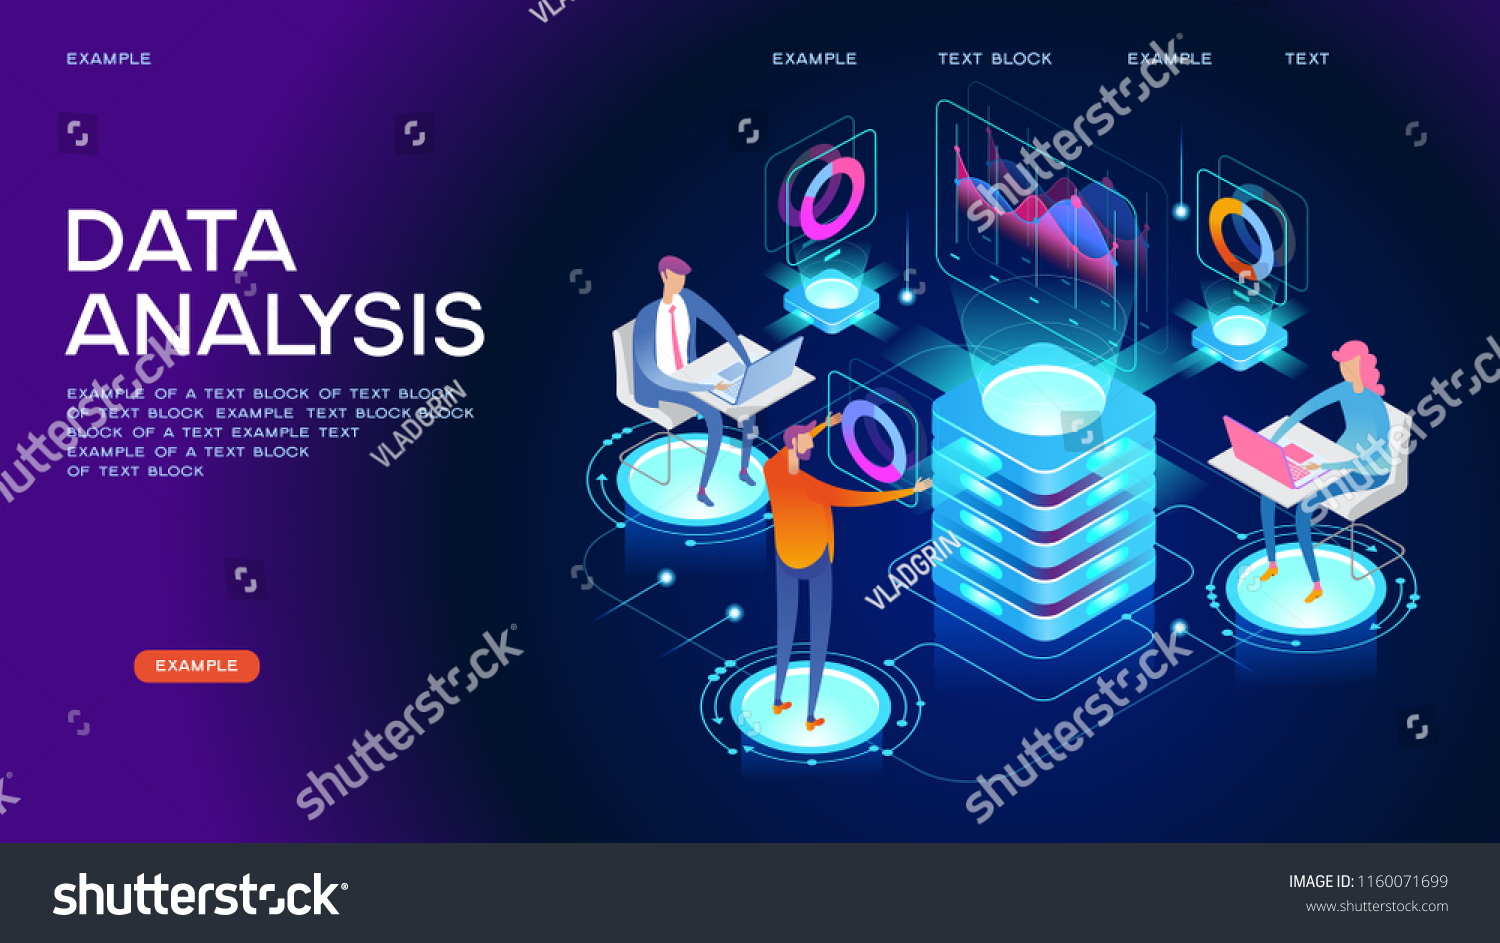 EXAMPLE
EXAMPLE TEXT BLOCK EXAMPLE TEXT
DATA
ANALYSIS
EXAMPLE OF A TEXT BLOCK OF TEXT BLOCK
OF TEXT BLOCK EXAMPLE TEXT BLOCK BLOCK
BLOCK OF A TEXT EXAMPLE TEXT
EXAMPLE OF A TEXT BLOCK
OF TEXT BLOCK
EXAMPLE
shutterstock®
shutterstock
shutterstock®
shutterstock
shutterstock
VLADGRIN
VLADGRIN
shutterstock®
IMAGE ID: 1160071699
www.shutterstock.com